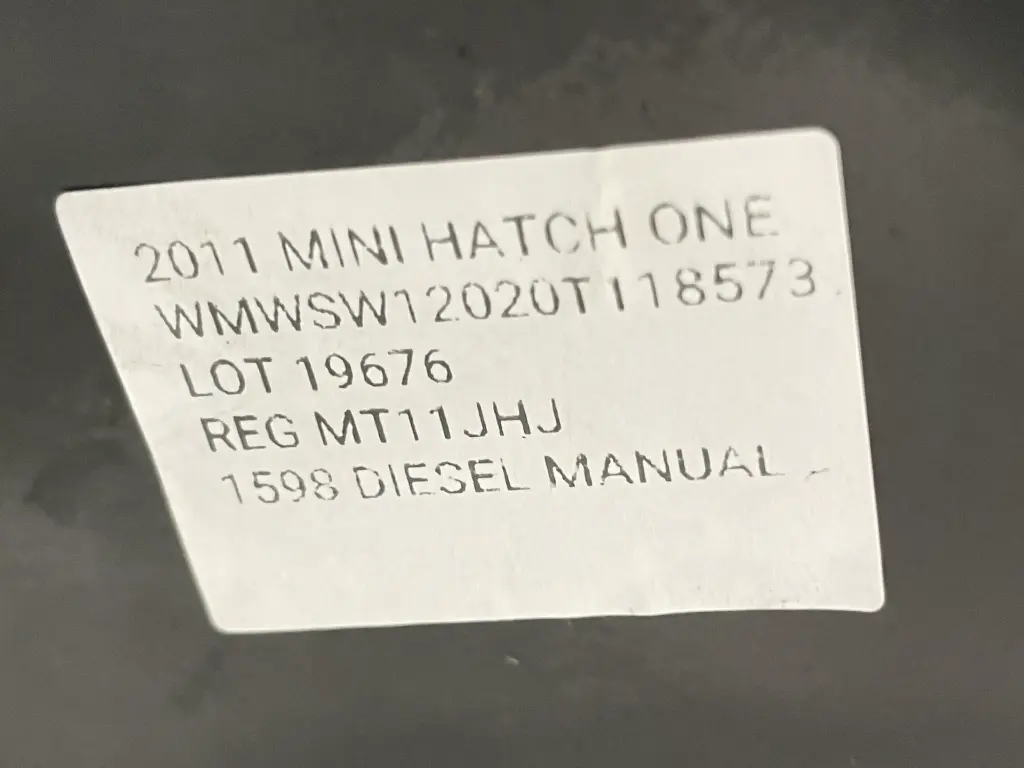 2011 MINI HATCH ONE
WMWSW12020T118573
LOT 19676
REG MT11JHJ
1598 DIESEL MANUAL